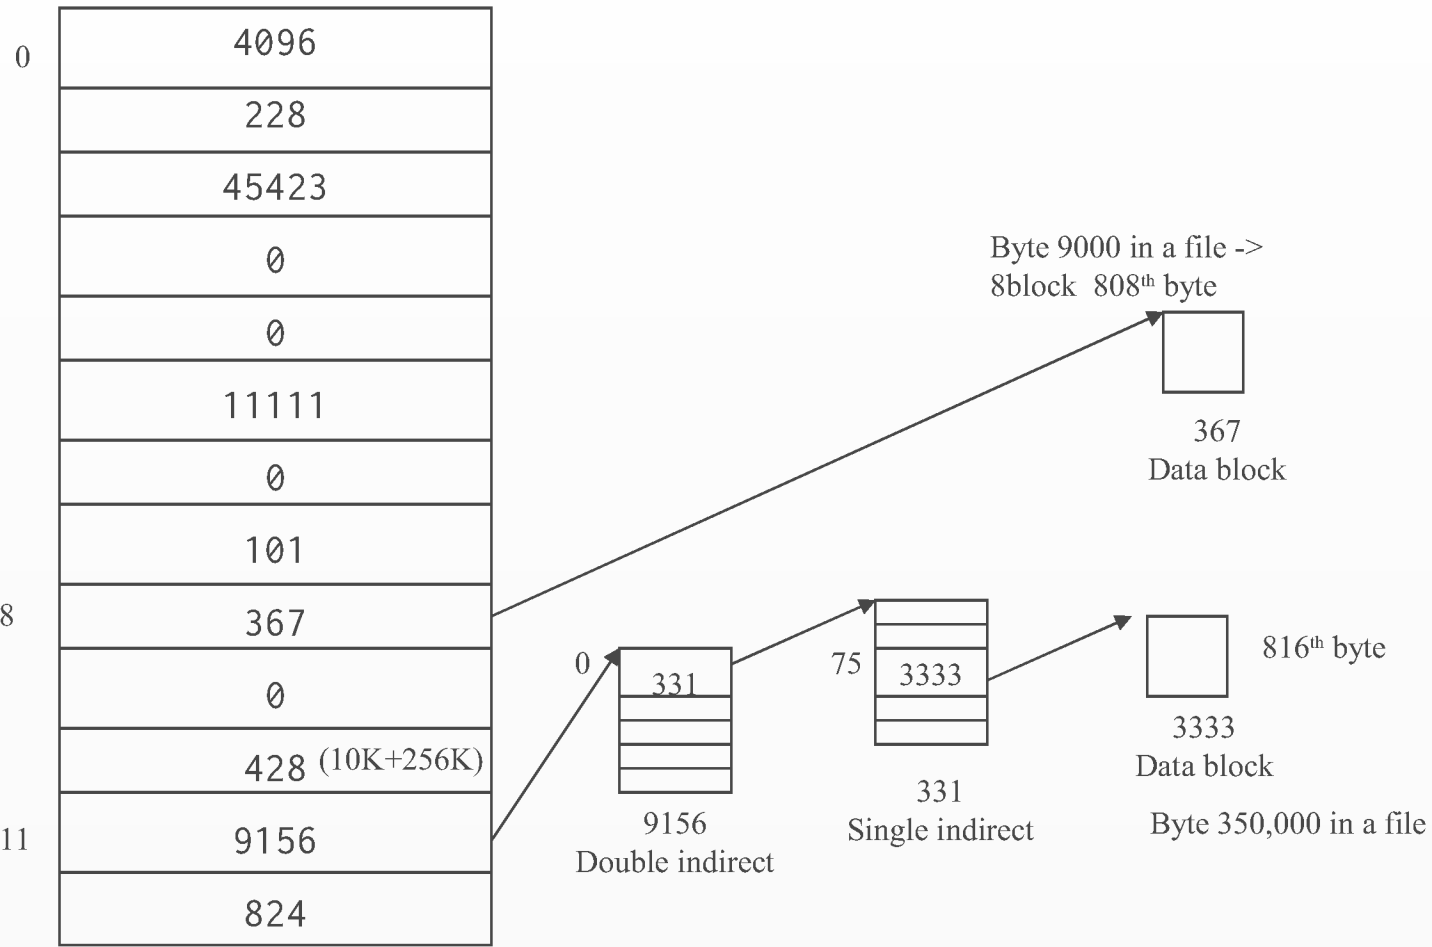 0
4096
228
45423
0
0
11111
0
101
8
367
0
428 (10K+256K)
11
9156
824
Byte 9000 in a file ->
8block 808th byte
367
Data block
0
331
9156
Double indirect
75
3333
331
Single indirect
816th byte
3333
Data block
Byte 350,000 in a file